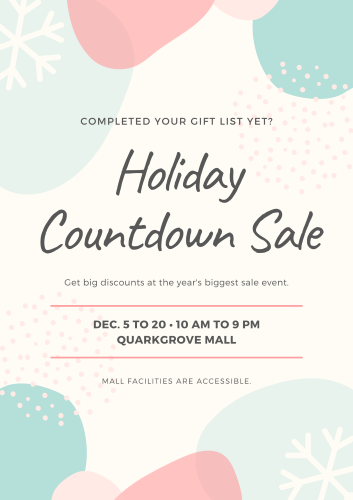 COMPLETED YOUR GIFT LIST YET?
Holiday
Countdown Sale
Get big discounts at the year's biggest sale event.
DEC. 5 TO 20 • 10 AM TO 9 PM
QUARKGROVE MALL
MALL FACILITIES ARE ACCESSIBLE.